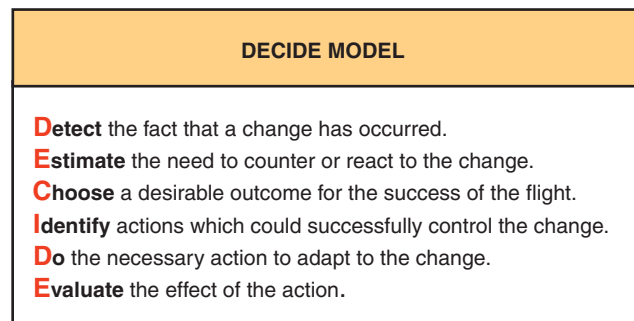 DECIDE MODEL
Detect the fact that a change has occurred.
Estimate the need to counter or react to the change.
Choose a desirable outcome for the success of the flight.
Identify actions which could successfully control the change.
Do the necessary action to adapt to the change.
Evaluate the effect of the action.